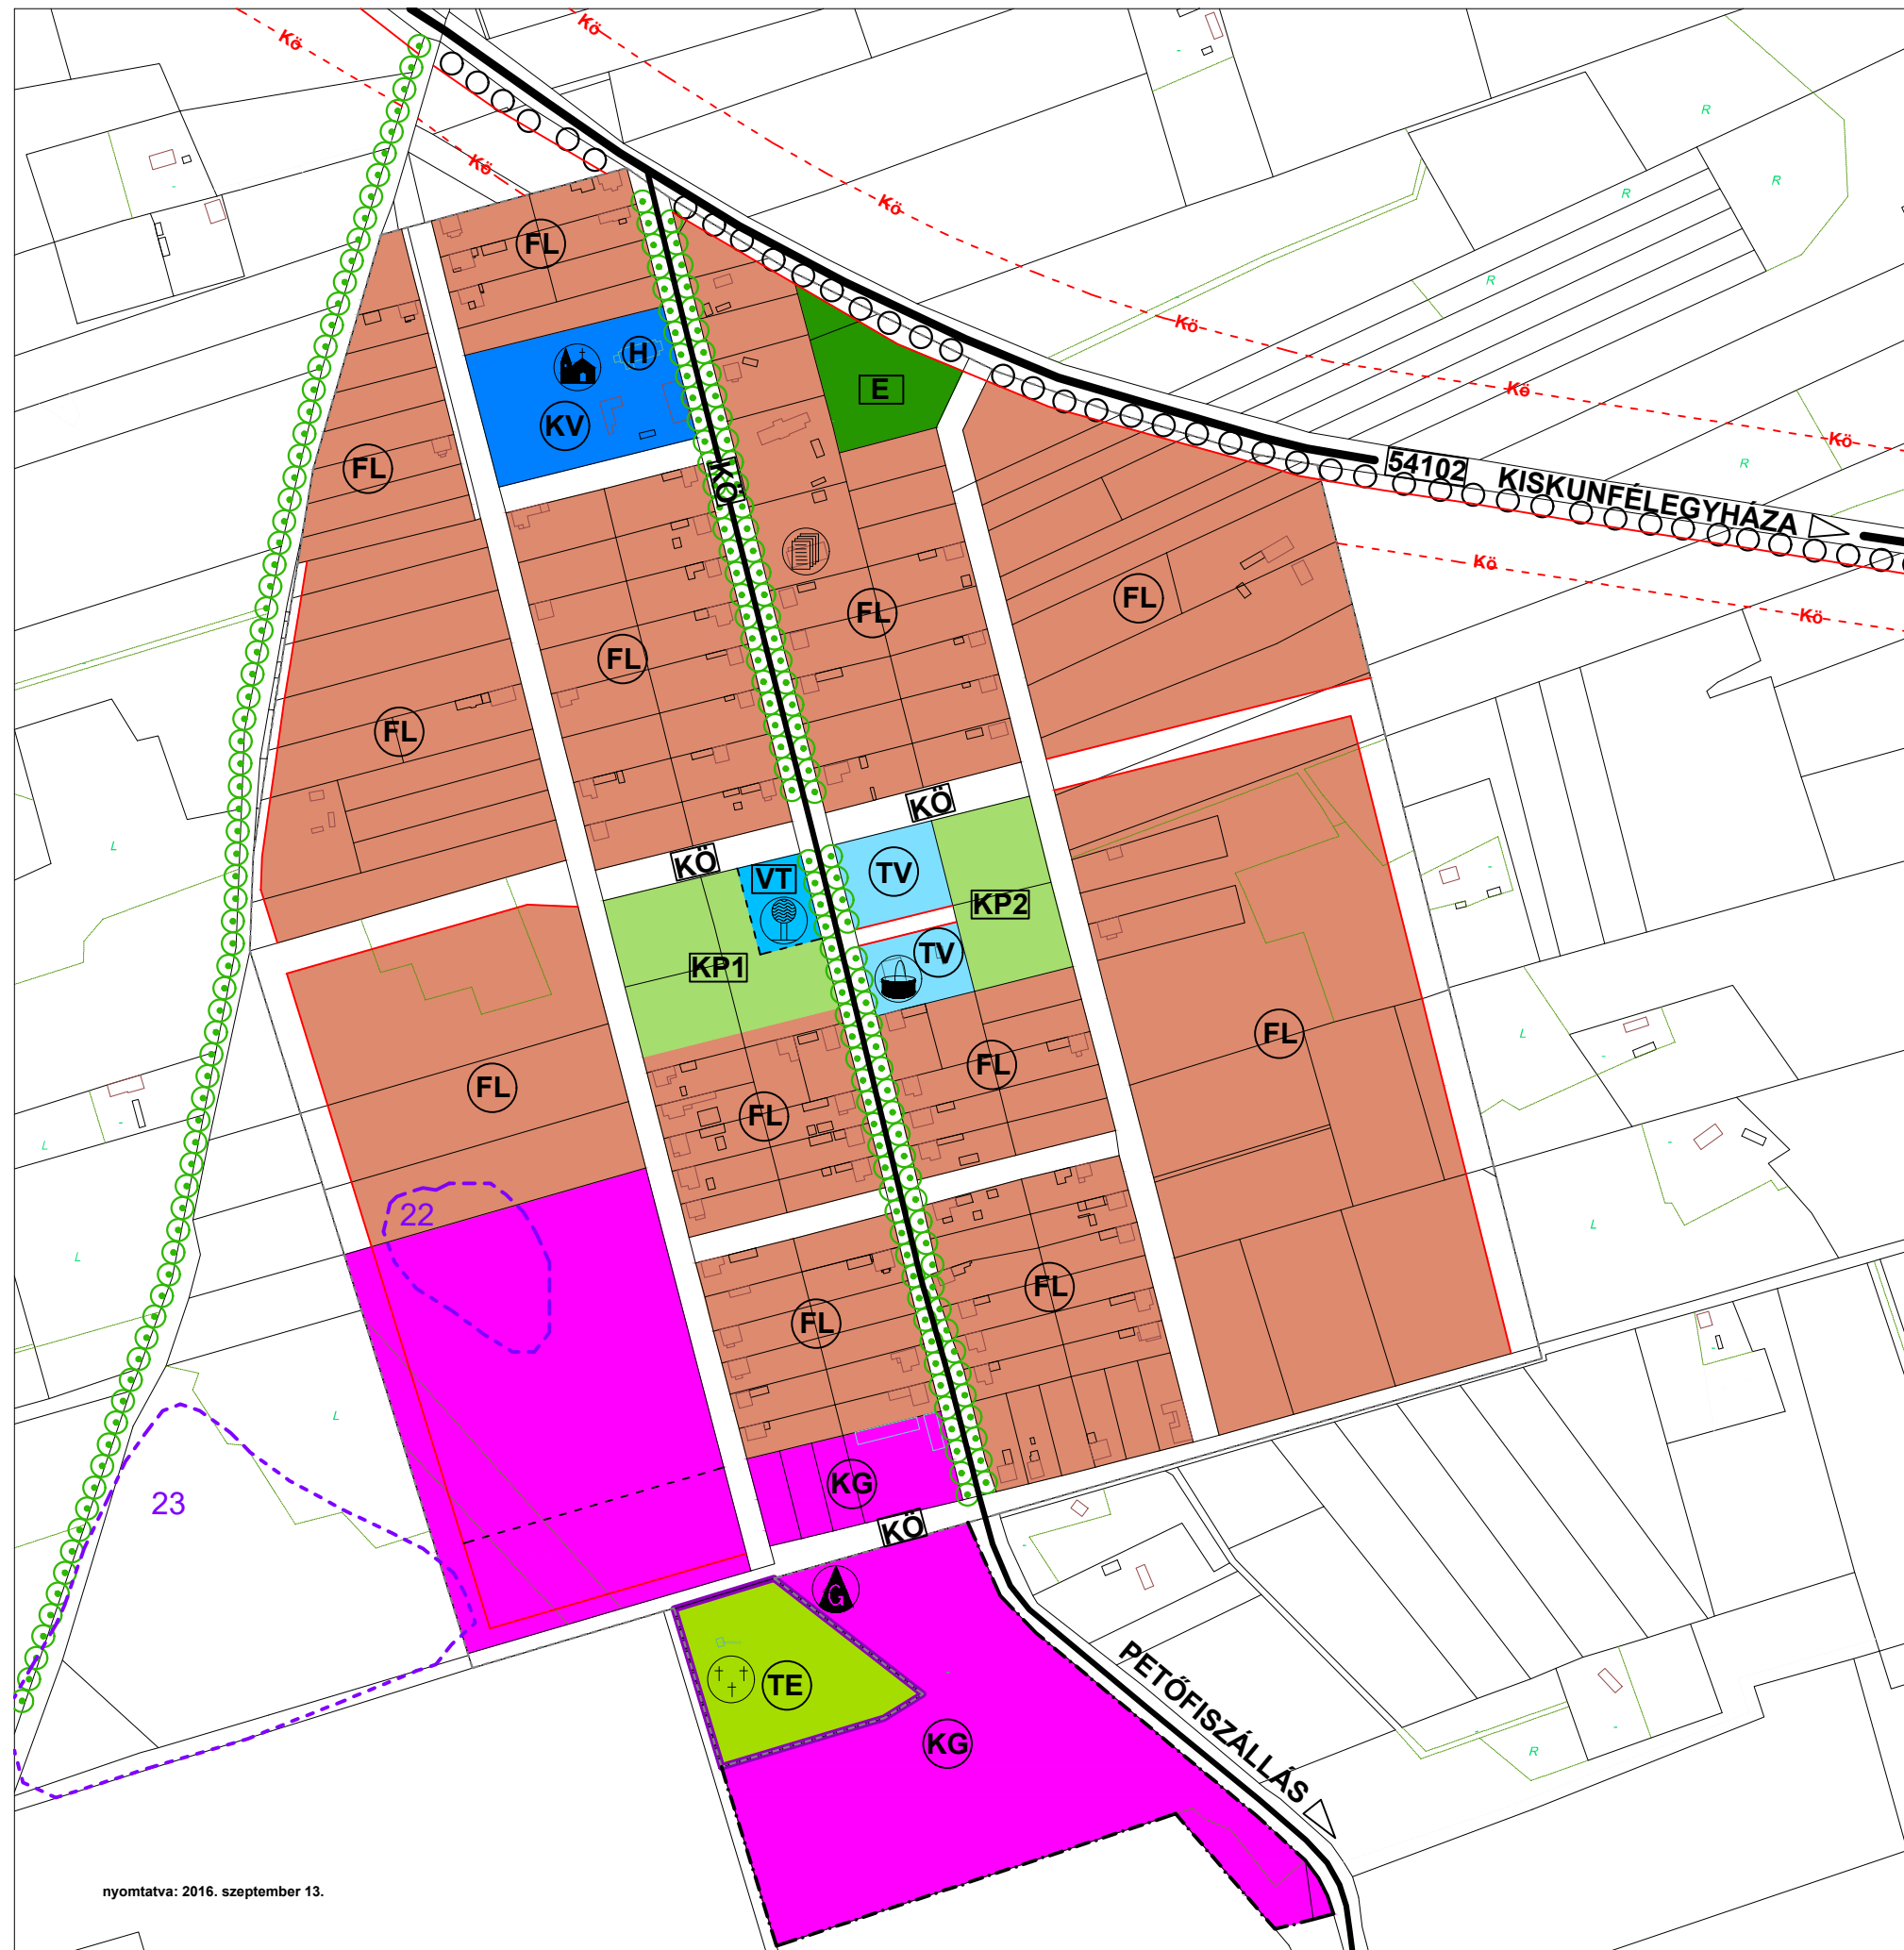 Kö
Kö
R
Kö
R
R
Kö
FL
R
Kö
H
E
Kö
KV
Kö
FL
54102
R
KÖ
KISKUNFÉLEGYHÁZA
Kö
FL
FL
Kö
FL
FL
KÖ
L
KÖ
VT
TV
KP2
TV
KP1
FL
L
FL
FL
FL
L
22
L
L
FL
FL
L
KG
23
KÖ
G
TE
PETŐFISZÁLLÁS
KG
R
nyomtatva: 2016. szeptember 13.